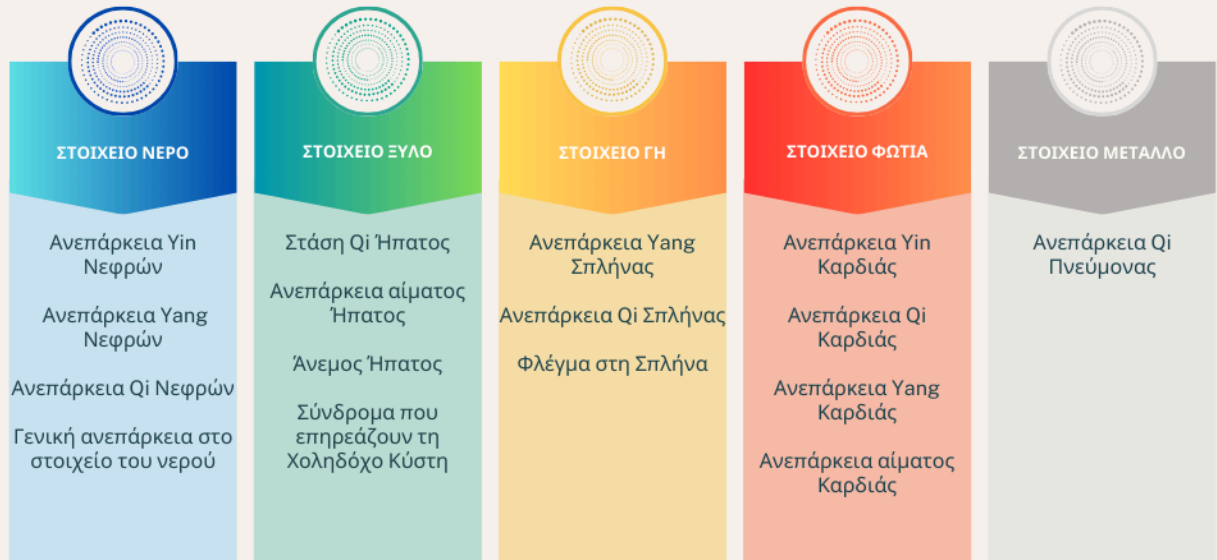 ΣΤΟΙΧΕΙΟ ΝΕΡΟ
Ανεπάρκεια Yin
Νεφρών
Ανεπάρκεια Yang
Νεφρών
Ανεπάρκεια Qi Νεφρών
Γενική ανεπάρκεια στο
στοιχείο του νερού
ΣΤΟΙΧΕΙΟ ΞΥΛΟ
Στάση Qi Ήπατος
Ανεπάρκεια αίματος
Ήπατος
Άνεμος Ήπατος
Σύνδρομα που
επηρεάζουν τη
Χοληδόχο Κύστη
ΣΤΟΙΧΕΙΟ ΓΗ
Ανεπάρκεια Yang
Σπλήνας
Ανεπάρκεια Qi Σπλήνας
Φλέγμα στη Σπλήνα
ΣΤΟΙΧΕΙΟ ΦΩΤΙΑ
Ανεπάρκεια Yin
Καρδιάς
Ανεπάρκεια Qi
Καρδιάς
Ανεπάρκεια Yang
Καρδιάς
Ανεπάρκεια αίματος
Καρδιάς
ΣΤΟΙΧΕΙΟ ΜΕΤΑΛΛΟ
Ανεπάρκεια Qi
Πνεύμονας